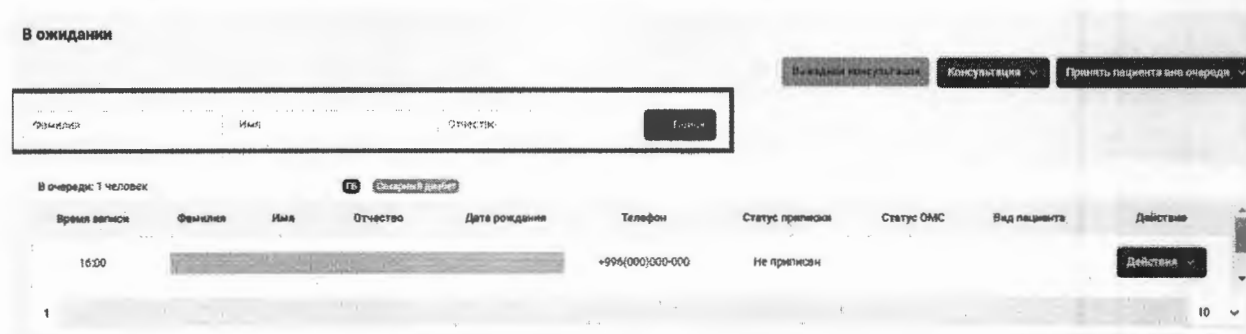 В ожидании
Выездная консультация Консультация Принять пациента вне очереди
Фамилия Имя Отчество Поиск
В очереди: 1 человек ГБ Сахарный диабет
Время записи Фамилия Имя Отчество Дата рождения Телефон Статус приписки Статус ОМС Вид пациента Действие
16:00 +996(000)000-000 Не приписан Действия
1 10